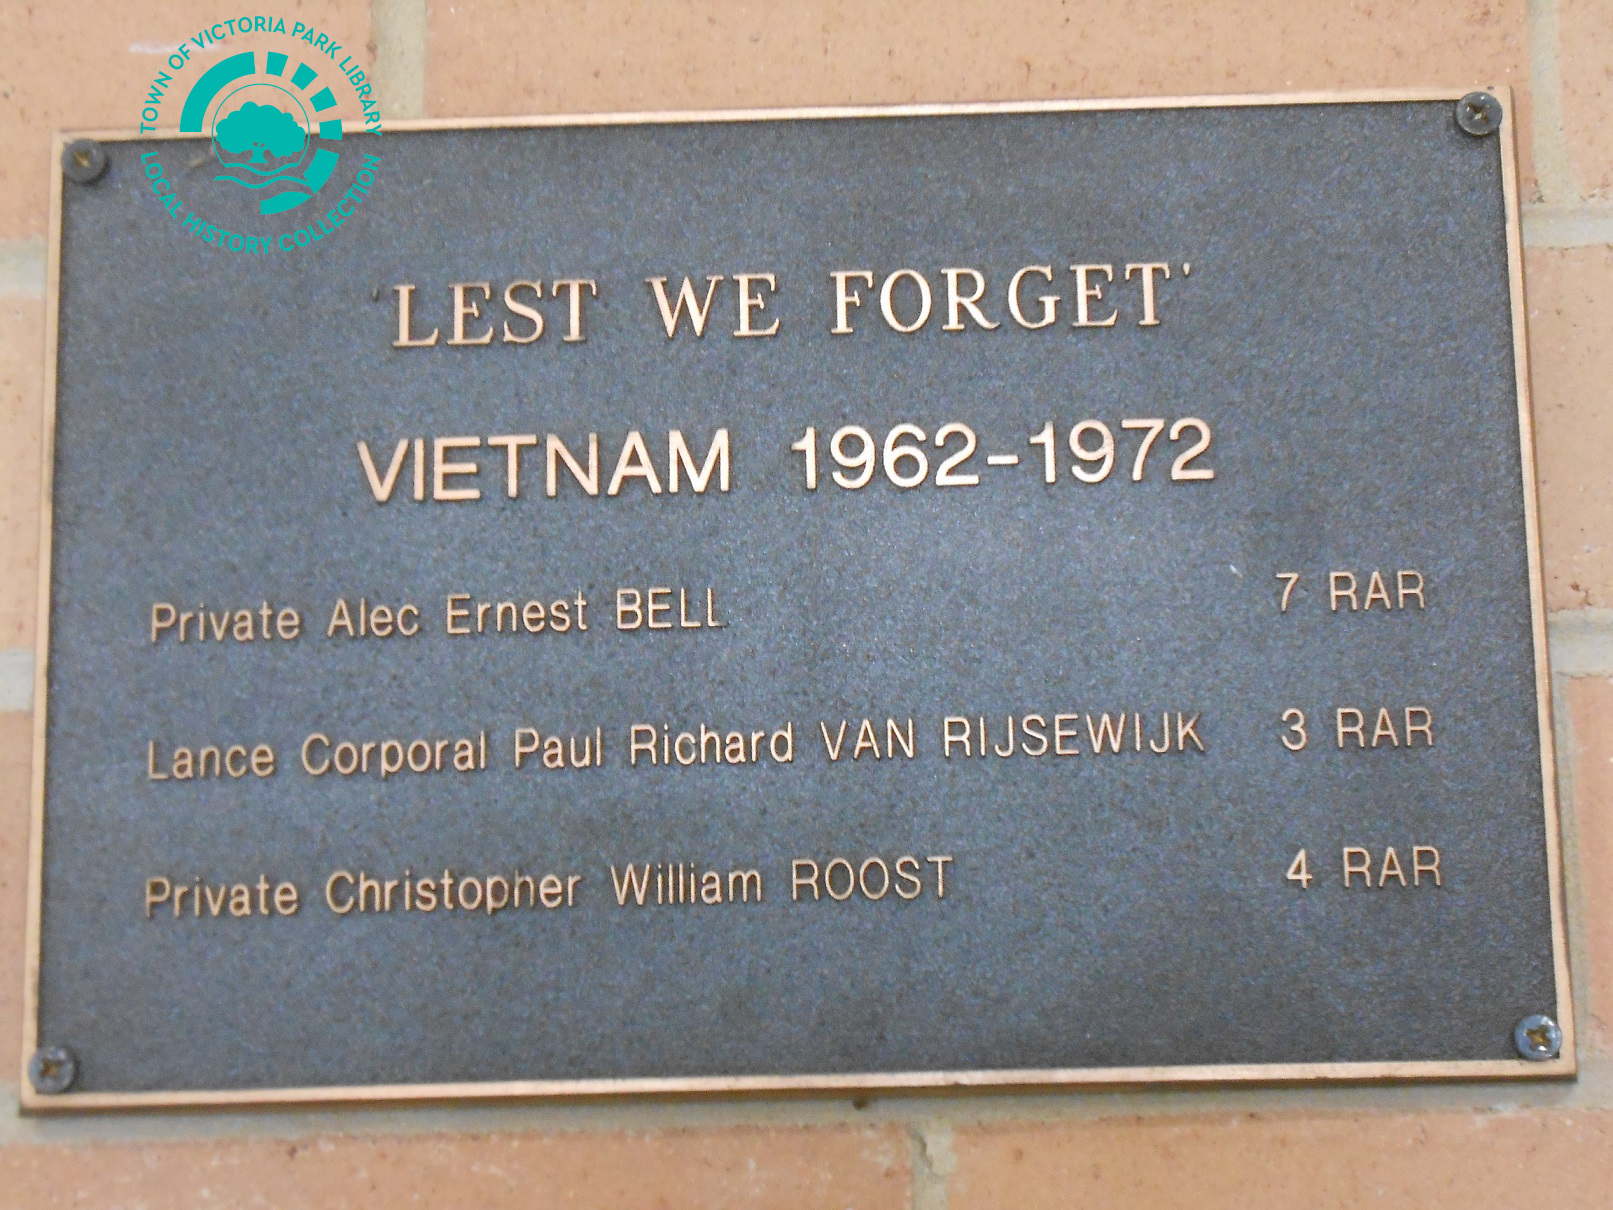 TOWN OF VICTORIA PARK LIBRARY
LOCAL HISTORY COLLECTION
'LEST WE FORGET'
VIETNAM 1962-1972
Private Alec Ernest BELL 7 RAR
Lance Corporal Paul Richard VAN RIJSEWIJK 3 RAR
Private Christopher William ROOST 4 RAR